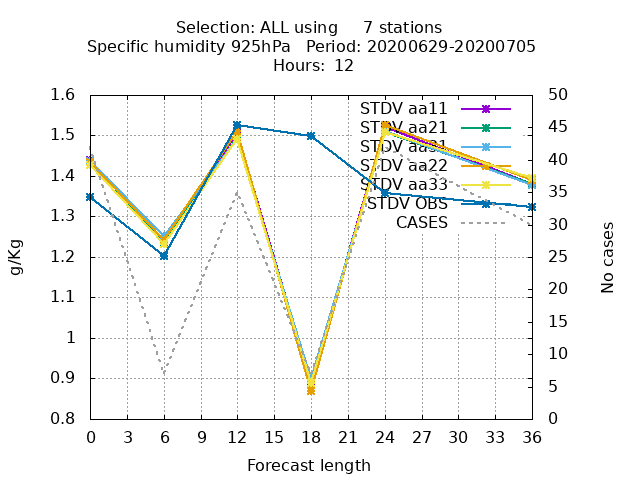 Selection: ALL using 7 stations
Specific humidity 925hPa Period: 20200629-20200705
Hours: 12
1.6
1.5
1.4
1.3
1.2
1.1
1
0.9
0.8
g/Kg
STDV aa11
STDV aa21
STDV aa31
STDV aa22
STDV aa33
STDV OBS
CASES
50
45
40
35
30
25
20
15
10
5
0
No cases
0 3 6 9 12 15 18 21 24 27 30 33 36
Forecast length